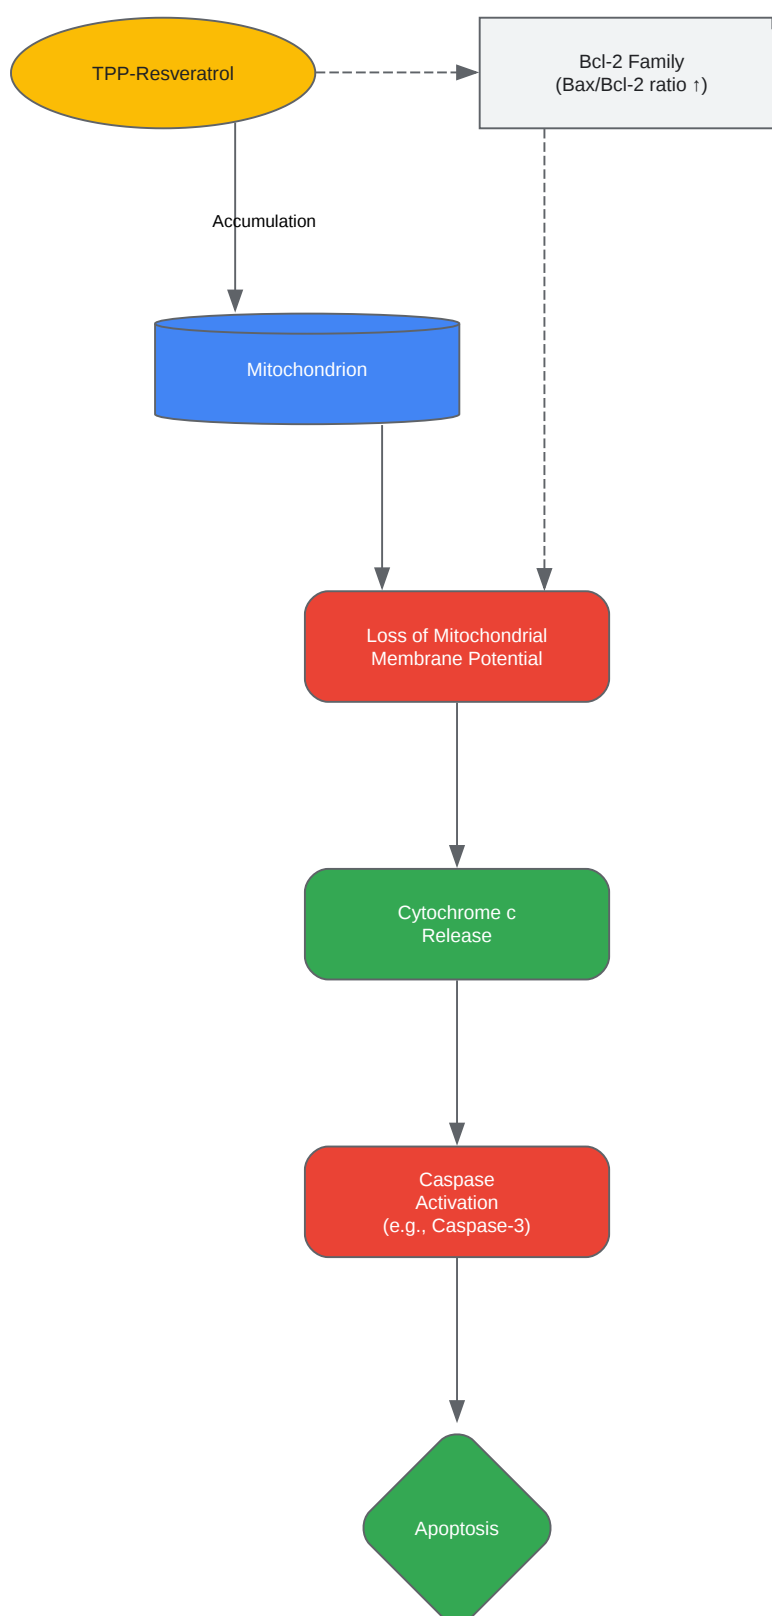 TPP-Resveratrol
Bcl-2 Family
(Bax/Bcl-2 ratio ↑)
Accumulation
Mitochondrion
Loss of Mitochondrial
Membrane Potential
Cytochrome c
Release
Caspase
Activation
(e.g., Caspase-3)
Apoptosis